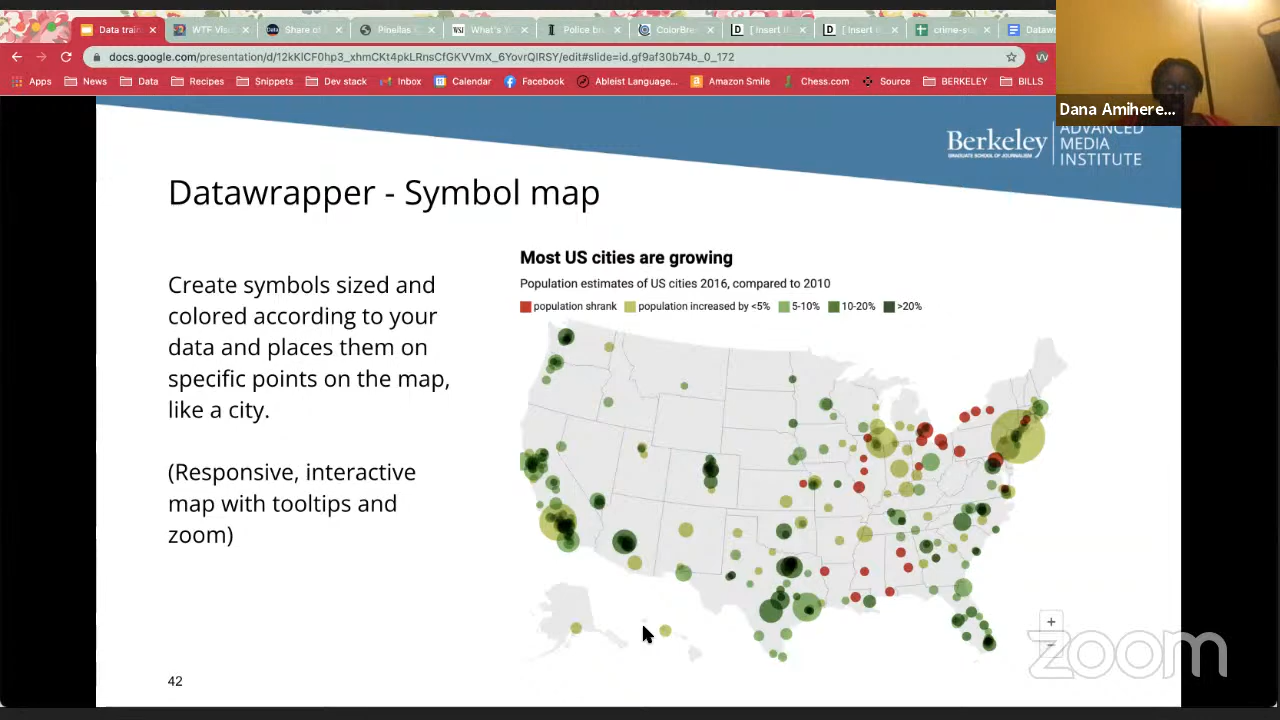 Data trai
WTF Vis
Share of
Pinellas
WSJ
What's Y
Police br
ColorBre
[ Insert
[ Insert
crime-s
Dataw
docs.google.com/presentation/d/12kKlCF0hp3_xhmCKt4pkLRnsCfGKVVmX_6YovrQIRSY/edit#slide=id.gf9af30b74b_0_172
Apps
News
Data
Recipes
Snippets
Dev stack
Inbox
Calendar
Facebook
Ableist Language...
Amazon Smile
Chess.com
Source
BERKELEY
BILLS
Dana Amihere...
Berkeley
GRADUATE SCHOOL OF JOURNALISM
ADVANCED
MEDIA
INSTITUTE
Datawrapper - Symbol map
Create symbols sized and
colored according to your
data and places them on
specific points on the map,
like a city.
(Responsive, interactive
map with tooltips and
zoom)
Most US cities are growing
Population estimates of US cities 2016, compared to 2010
population shrank
population increased by <5%
5-10%
10-20%
>20%
+
-
42
zoom